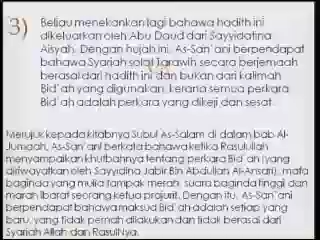 3) Beliau menekankan lagi bahawa hadith ini
dikeluarkan oleh Abu Daud dari Sayyidatina
Aisyah. Dengan hujah ini, As-San`ani berpendapat
bahawa Syariah solat Tarawih secara berjemaah
berasal dari hadith ini dan bukan dari kalimah
Bid`ah yang digunakan, kerana semua perkara
Bid`ah adalah perkara yang dikeji dan sesat.
Merujuk kepada kitabnya Subul As-Salam di dalam bab Al-
Jumaah, As-San`ani berkata bahawa ketika Rasulullah
menyampaikan khutbahnya tentang perkara Bid`ah (yang
diriwayatkan oleh Sayyidina Jabir Bin Abdullah Al-Ansari), mata
baginda yang mulia tampak merah, suara baginda tinggi dan
marah ibarat seorang ketua prajurit. Dengan itu, As-San`ani
berpendapat bahawa maksud Bid`ah adalah setiap yang
baru, yang tidak pernah dilakukan dan tidak berasal dari
Syariah Allah dan RasulNya.